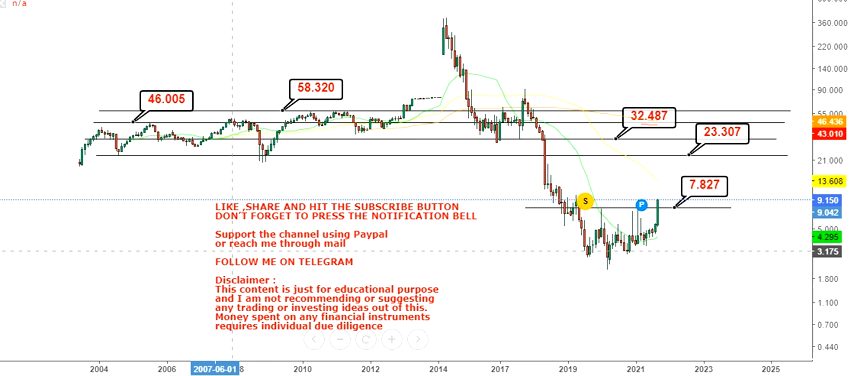 n/a
360.000
220.000
140.000
90.000
58.320
46.005
55.000
32.487
46.436
43.010
23.307
21.000
13.608
7.827
9.150
9.042
LIKE ,SHARE AND HIT THE SUBSCRIBE BUTTON
DON'T FORGET TO PRESS THE NOTIFICATION BELL
S
P
5.000
4.295
3.175
Support the channel using Paypal
or reach me through mail
FOLLOW ME ON TELEGRAM
Disclaimer :
This content is just for educational purpose
and I am not recommending or suggesting
any trading or investing ideas out of this.
Money spent on any financial instruments
requires individual due diligence
1.800
1.100
0.700
0.440
2004 2006 2007-06-01 8 2010 2012 2014 2015 2017 2019 2021 2023 2025